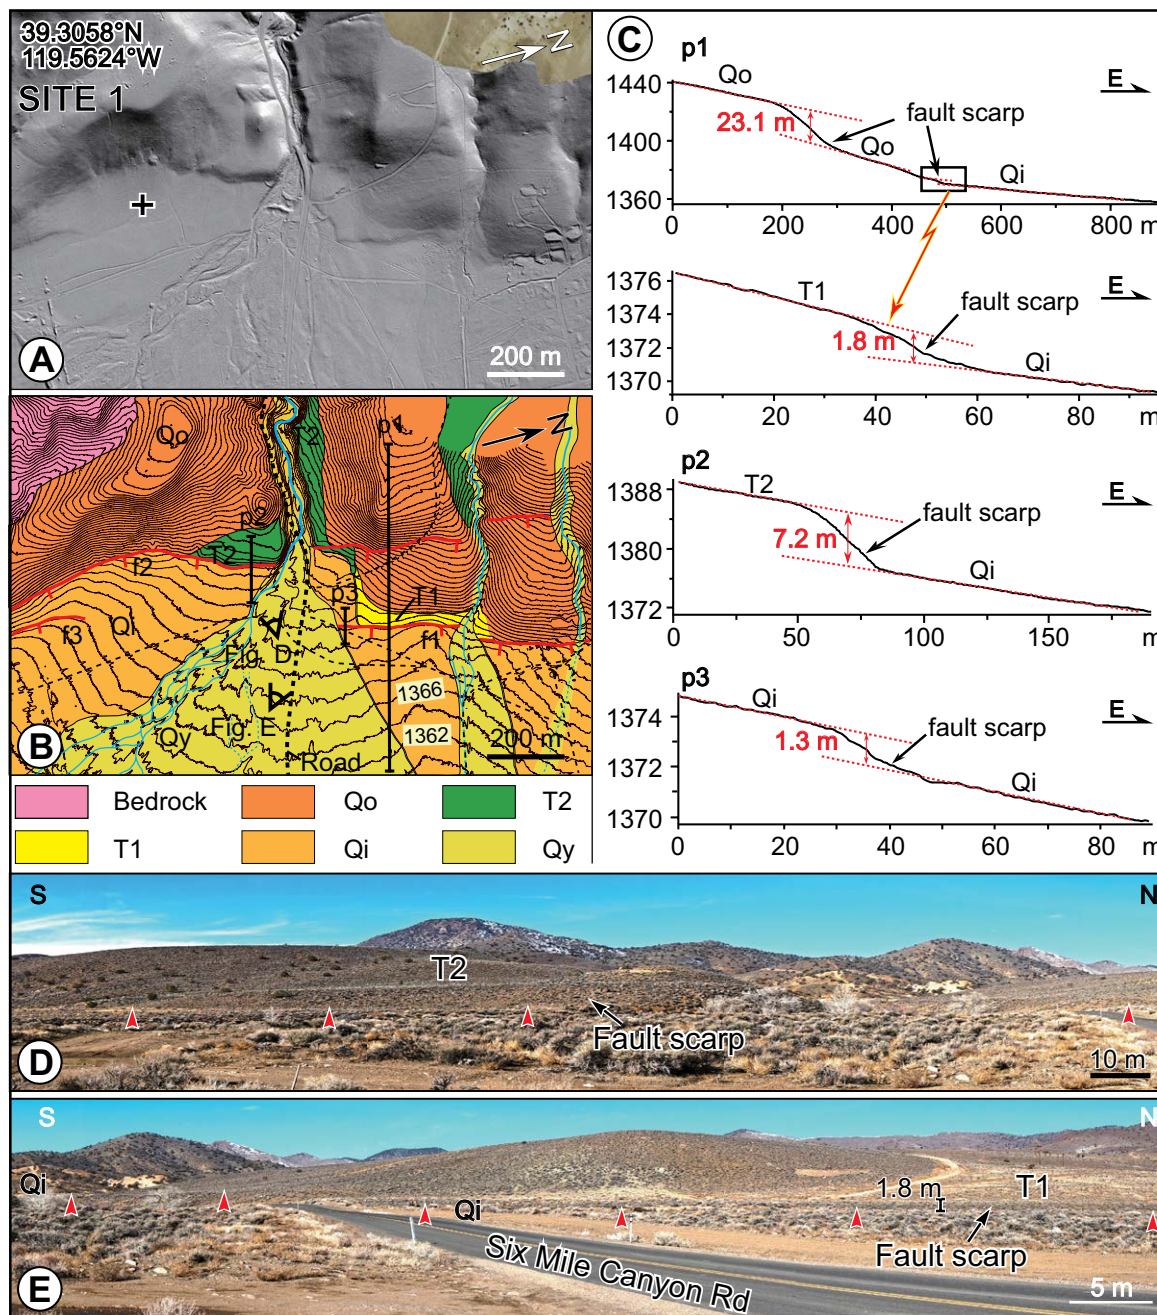 39.3058°N
119.5624°W
SITE 1
N
200 m
A
Qo
T2
p1
N
p2
T2
f2
p3
T1
Qi
f3
f1
Fig. D
1366
Fig. E
1362
Qy
200 m
Road
B
Bedrock
Qo
T2
T1
Qi
Qy
C
p1
Qo
E
1440
23.1 m
fault scarp
1400
Qo
Qi
1360
0 200 400 600 800 m
1376
T1
E
fault scarp
1374
1.8 m
1372
Qi
1370
0 20 40 60 80 m
p2
1388
T2
E
fault scarp
7.2 m
1380
Qi
1372
0 50 100 150 m
p3
1374
Qi
E
fault scarp
1.3 m
1372
Qi
1370
0 20 40 60 80 m
S
N
T2
Fault scarp
10 m
D
S
N
Qi
1.8 m
T1
Qi
Fault scarp
Six Mile Canyon Rd
5 m
E